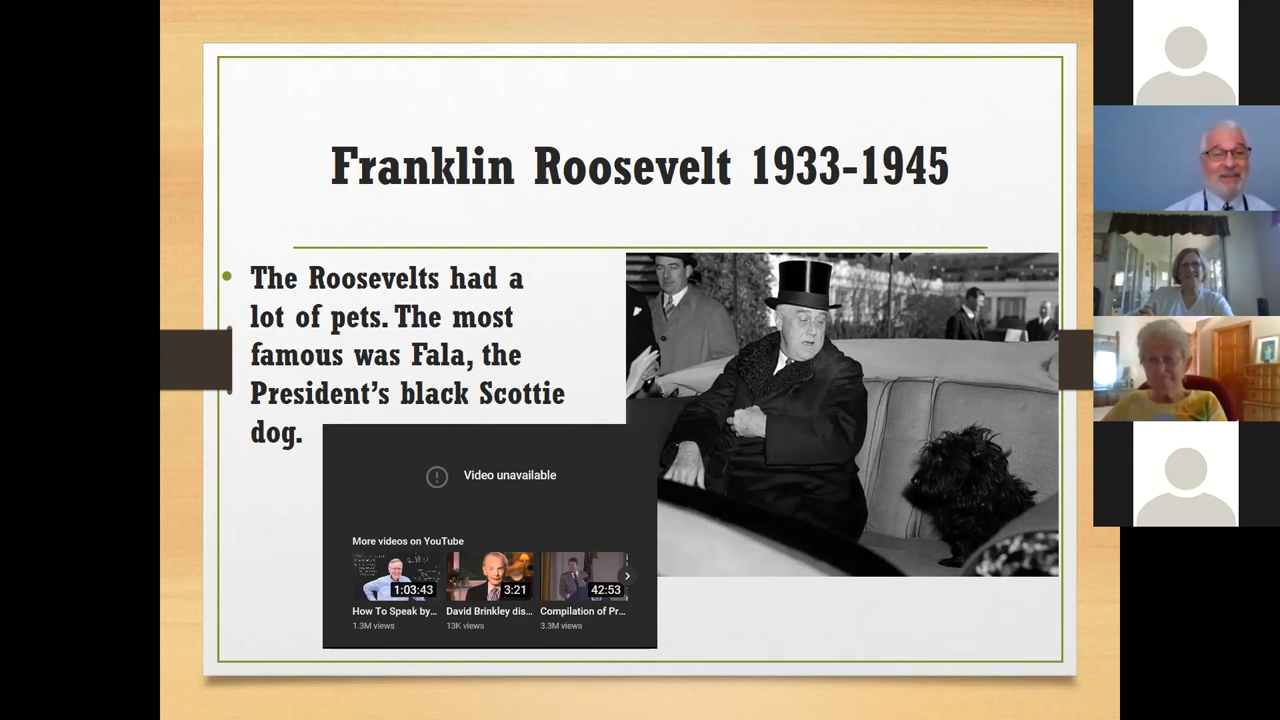 Franklin Roosevelt 1933-1945
The Roosevelts had a
lot of pets. The most
famous was Fala, the
President's black Scottie
dog.
Video unavailable
More videos on YouTube
1:03:43
3:21
42:53
How To Speak by...
David Brinkley dis...
Compilation of Pr...
1.3M views
13K views
3.3M views